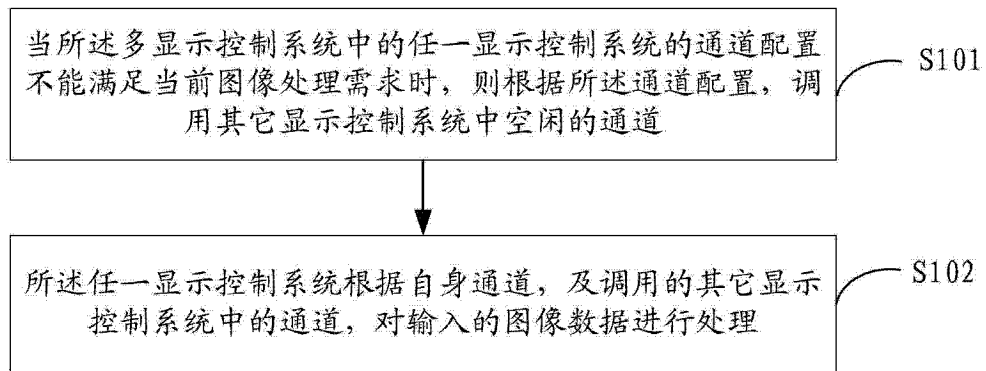 当所述多显示控制系统中的任一显示控制系统的通道配置
不能满足当前图像处理需求时，则根据所述通道配置，调
用其它显示控制系统中空闲的通道
S101
所述任一显示控制系统根据自身通道，及调用的其它显示
控制系统中的通道，对输入的图像数据进行处理
S102